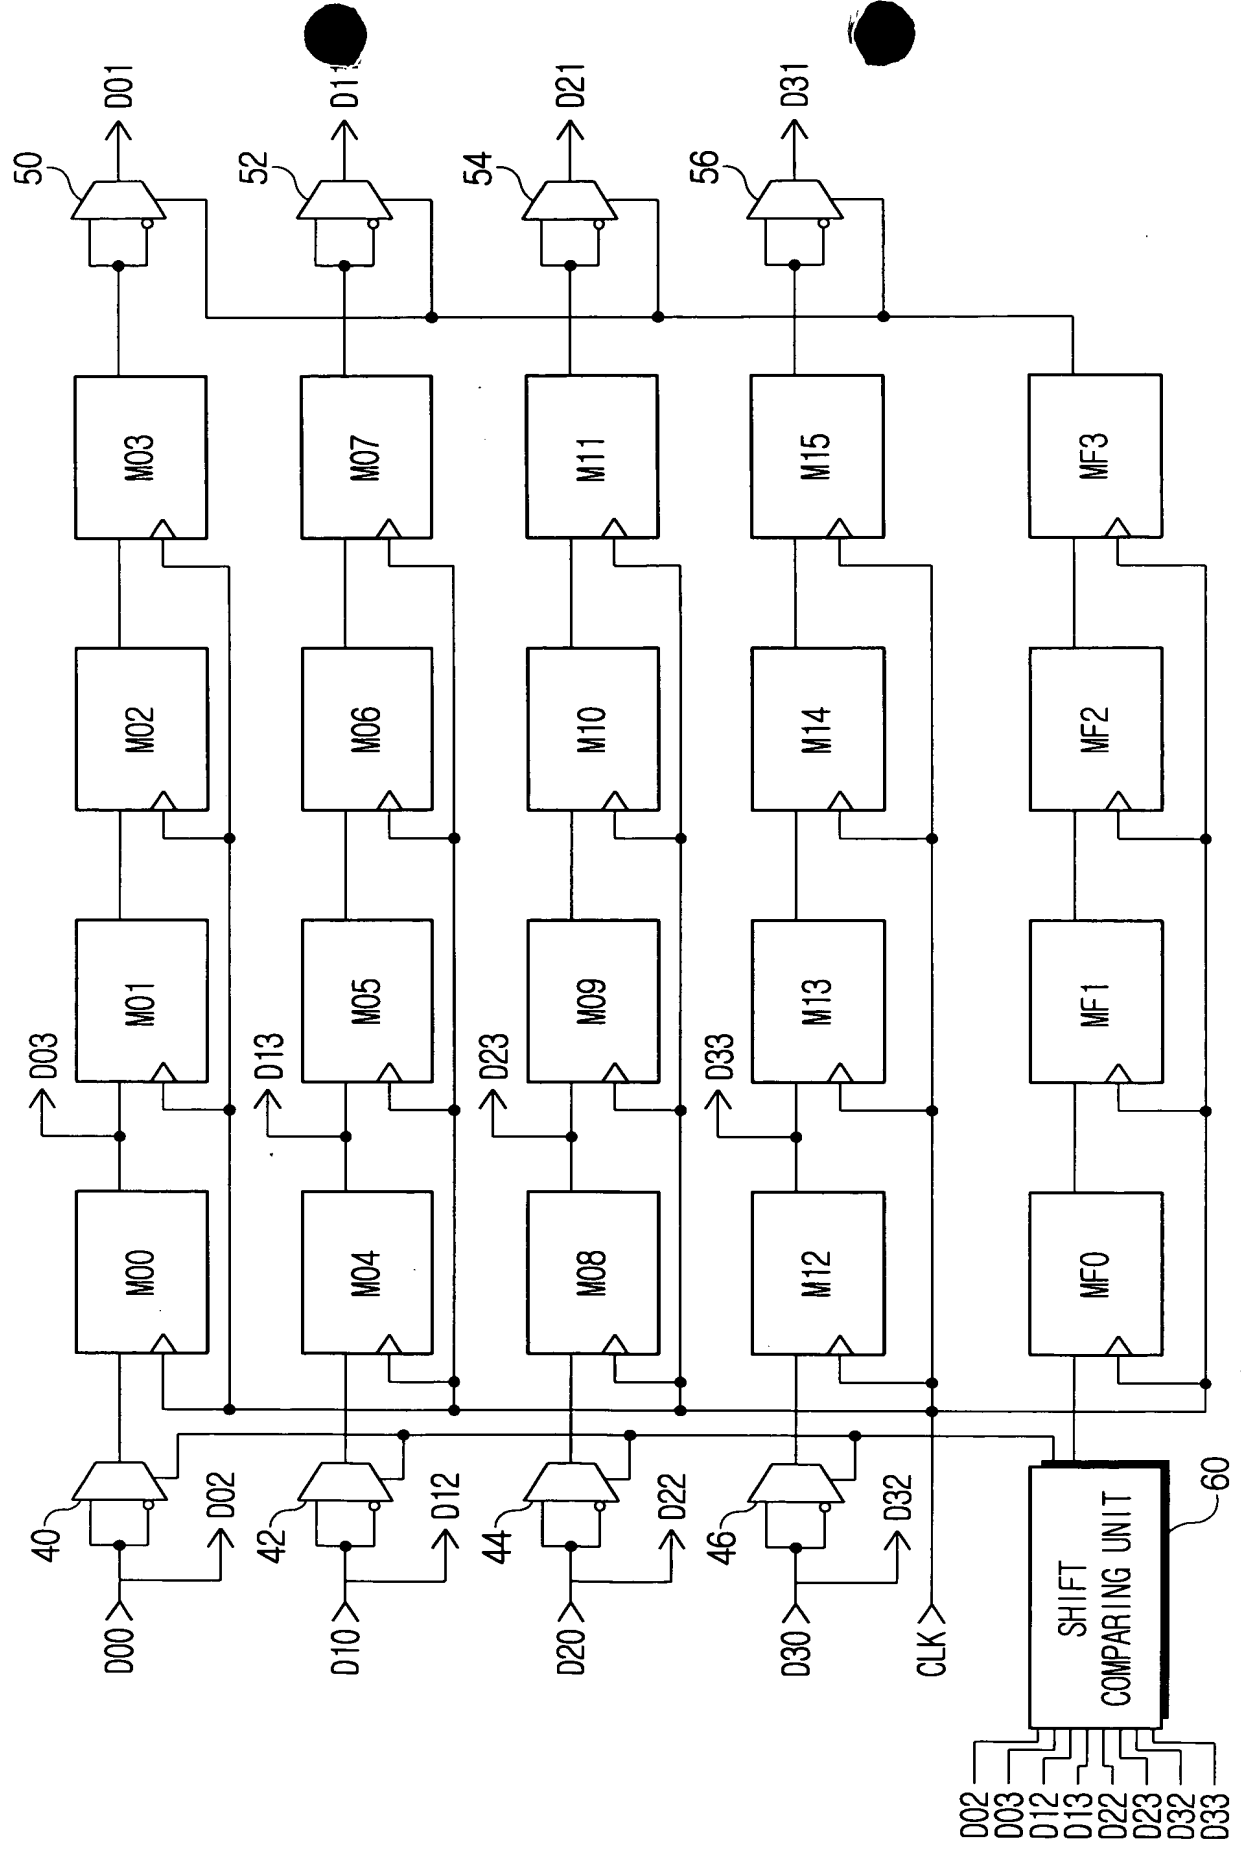 D00
D02
40
M00
D03
M01
M02
M03
50
D01
D10
D12
42
M04
D13
M05
M06
M07
52
D11
D20
D22
44
M08
D23
M09
M10
M11
54
D21
D30
D32
46
M12
D33
M13
M14
M15
56
D31
CLK
D02
D03
D12
D13
D22
D23
D32
D33
SHIFT
COMPARING UNIT
60
MF0
MF1
MF2
MF3